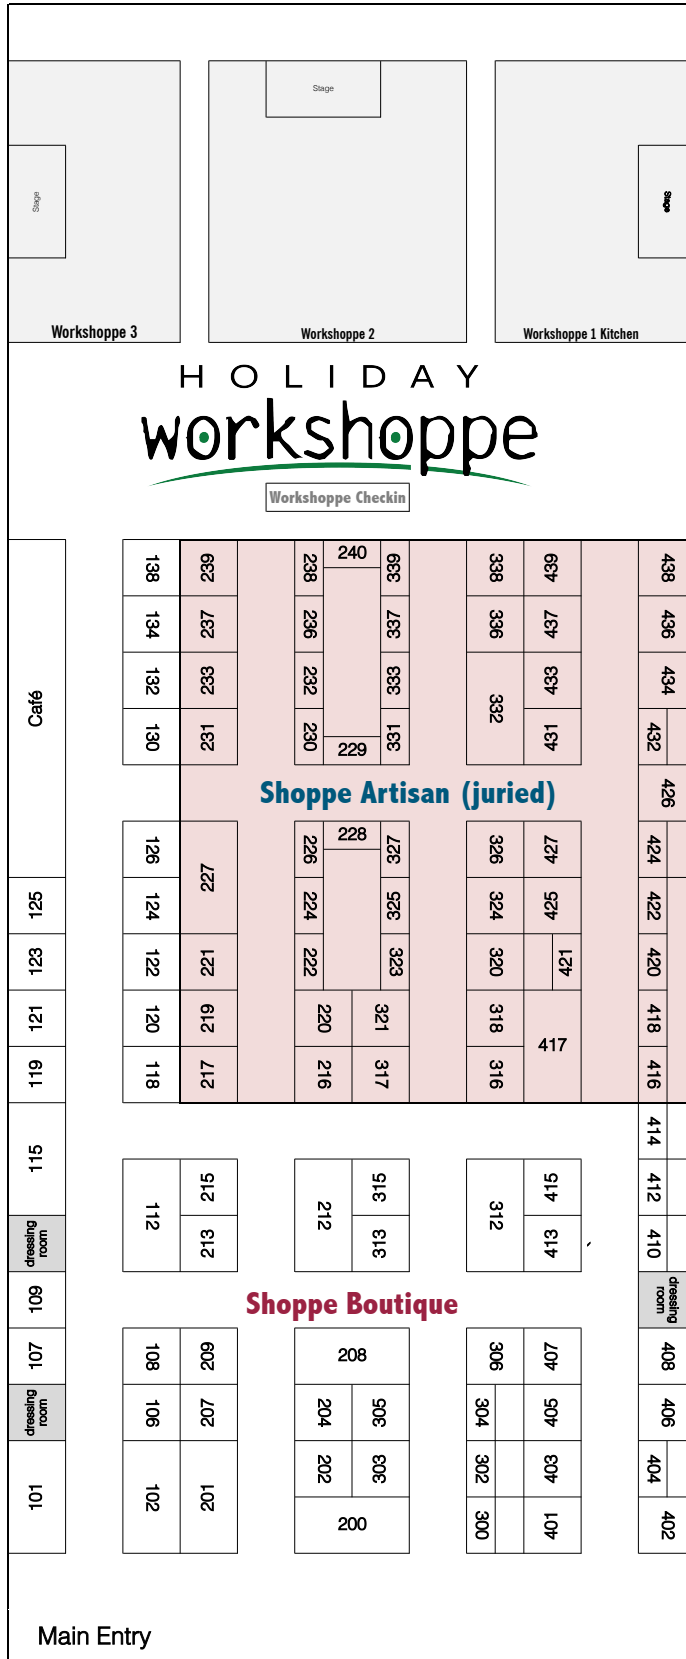 Stage
Stage
Stage
Workshoppe 3
Workshoppe 2
Workshoppe 1 Kitchen
HOLIDAY
workshoppe
Workshoppe Checkin
138 239 238 240 339 338 439 438
134 237 236 337 336 437 436
Café 132 233 232 333 332 433 434
130 231 230 229 331 431 432
Shoppe Artisan (juried) 426
126 227 226 228 327 326 427 424
125 124 224 325 324 425 422
123 122 221 222 323 320 421 420
121 120 219 220 321 318 417 418
119 118 217 216 317 316 416
115 414
112 215 212 315 312 415 412
dressing room 213 313 413 410
109 Shoppe Boutique dressing room
107 108 209 208 306 407 408
dressing room 106 207 204 305 304 405 406
101 102 201 202 303 302 403 404
200 300 401 402
Main Entry